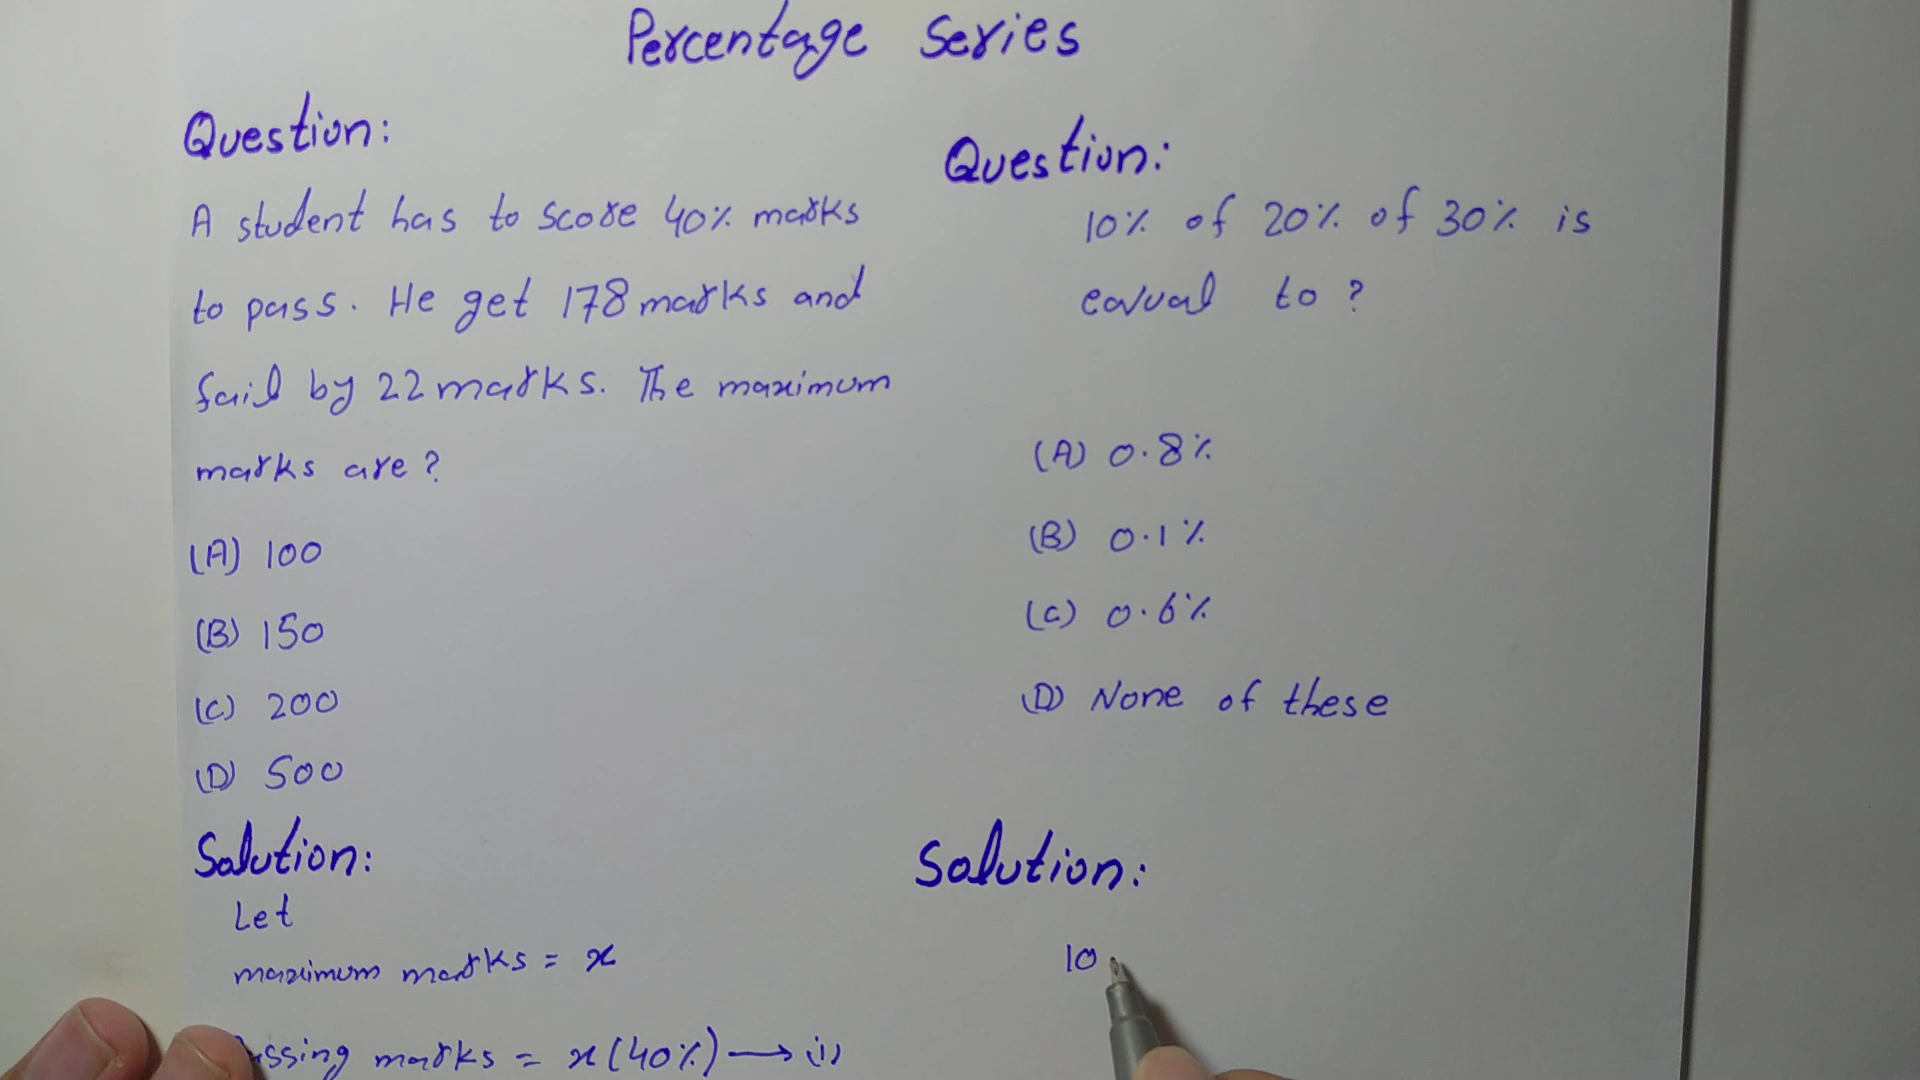 Percentage Series
Question:
A student has to score 40% marks
to pass. He get 178 marks and
fail by 22 marks. The maximum
marks are?
(A) 100
(B) 150
(C) 200
(D) 500
Solution:
Let
maximum marks = x
marks = x(40%) → (i)
Question:
10% of 20% of 30% is
equal to?
(A) 0.8%
(B) 0.1%
(C) 0.6%
(D) None of these
Solution:
10